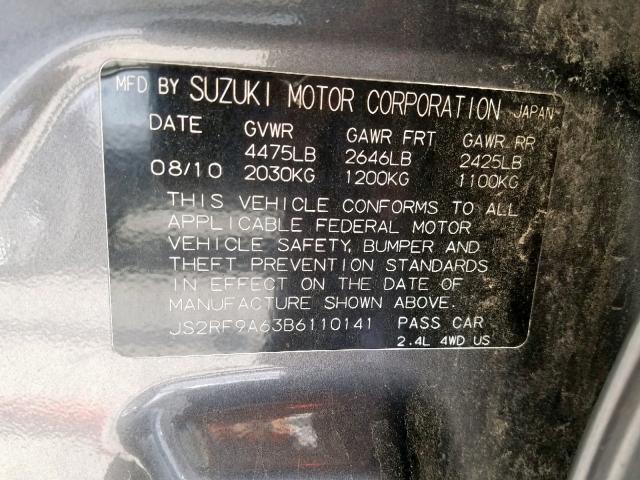 MFD BY SUZUKI MOTOR CORPORATION JAPAN
DATE GVWR GAWR FRT GAWR RR
4475LB 2646LB 2425LB
08/10 2030KG 1200KG 1100KG
THIS VEHICLE CONFORMS TO ALL
APPLICABLE FEDERAL MOTOR
VEHICLE SAFETY, BUMPER AND
THEFT PREVENTION STANDARDS
IN EFFECT ON THE DATE OF
MANUFACTURE SHOWN ABOVE.
JS2RF9A63B6110141 PASS CAR
2.4L 4WD US